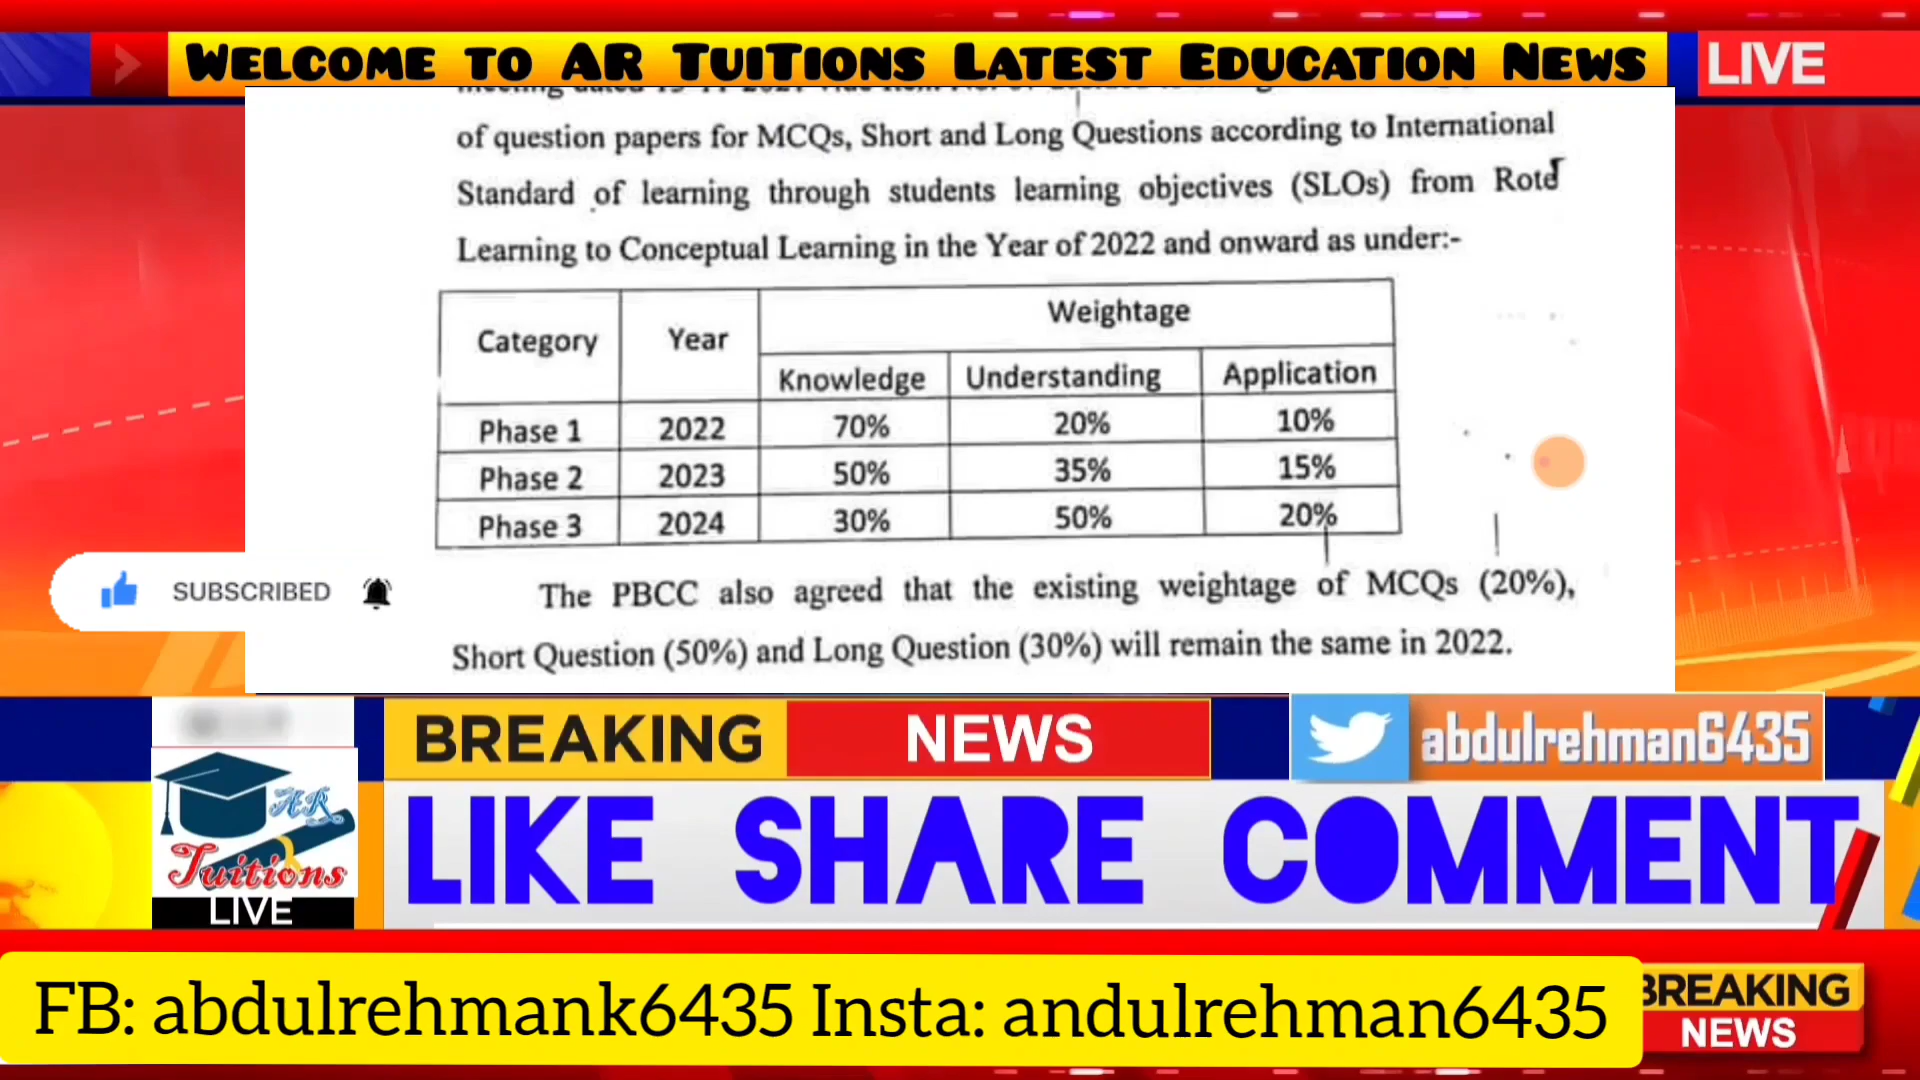 WELCOME TO AR TUITIONS LATEST EDUCATION NEWS
LIVE
of question papers for MCQs, Short and Long Questions according to International
Standard of learning through students learning objectives (SLOs) from Rote
Learning to Conceptual Learning in the Year of 2022 and onward as under:-
Category Year Weightage
Knowledge Understanding Application
Phase 1 2022 70% 20% 10%
Phase 2 2023 50% 35% 15%
Phase 3 2024 30% 50% 20%
The PBCC also agreed that the existing weightage of MCQs (20%),
Short Question (50%) and Long Question (30%) will remain the same in 2022.
SUBSCRIBED
BREAKING NEWS
abdulrehman6435
AR
Tuitions
LIVE
LIKE SHARE COMMENT
FB: abdulrehmank6435 Insta: andulrehman6435
BREAKING
NEWS